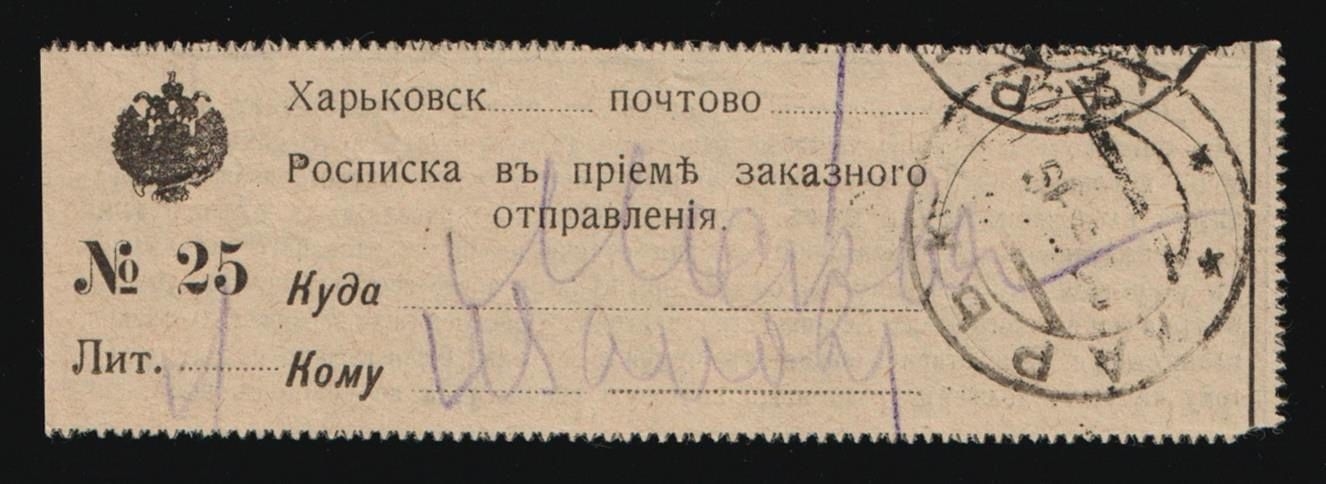 Харьковск........... почтово................
Росписка въ пріемѣ заказного
отправленія.
№ 25
Куда
Лит. ........... Кому